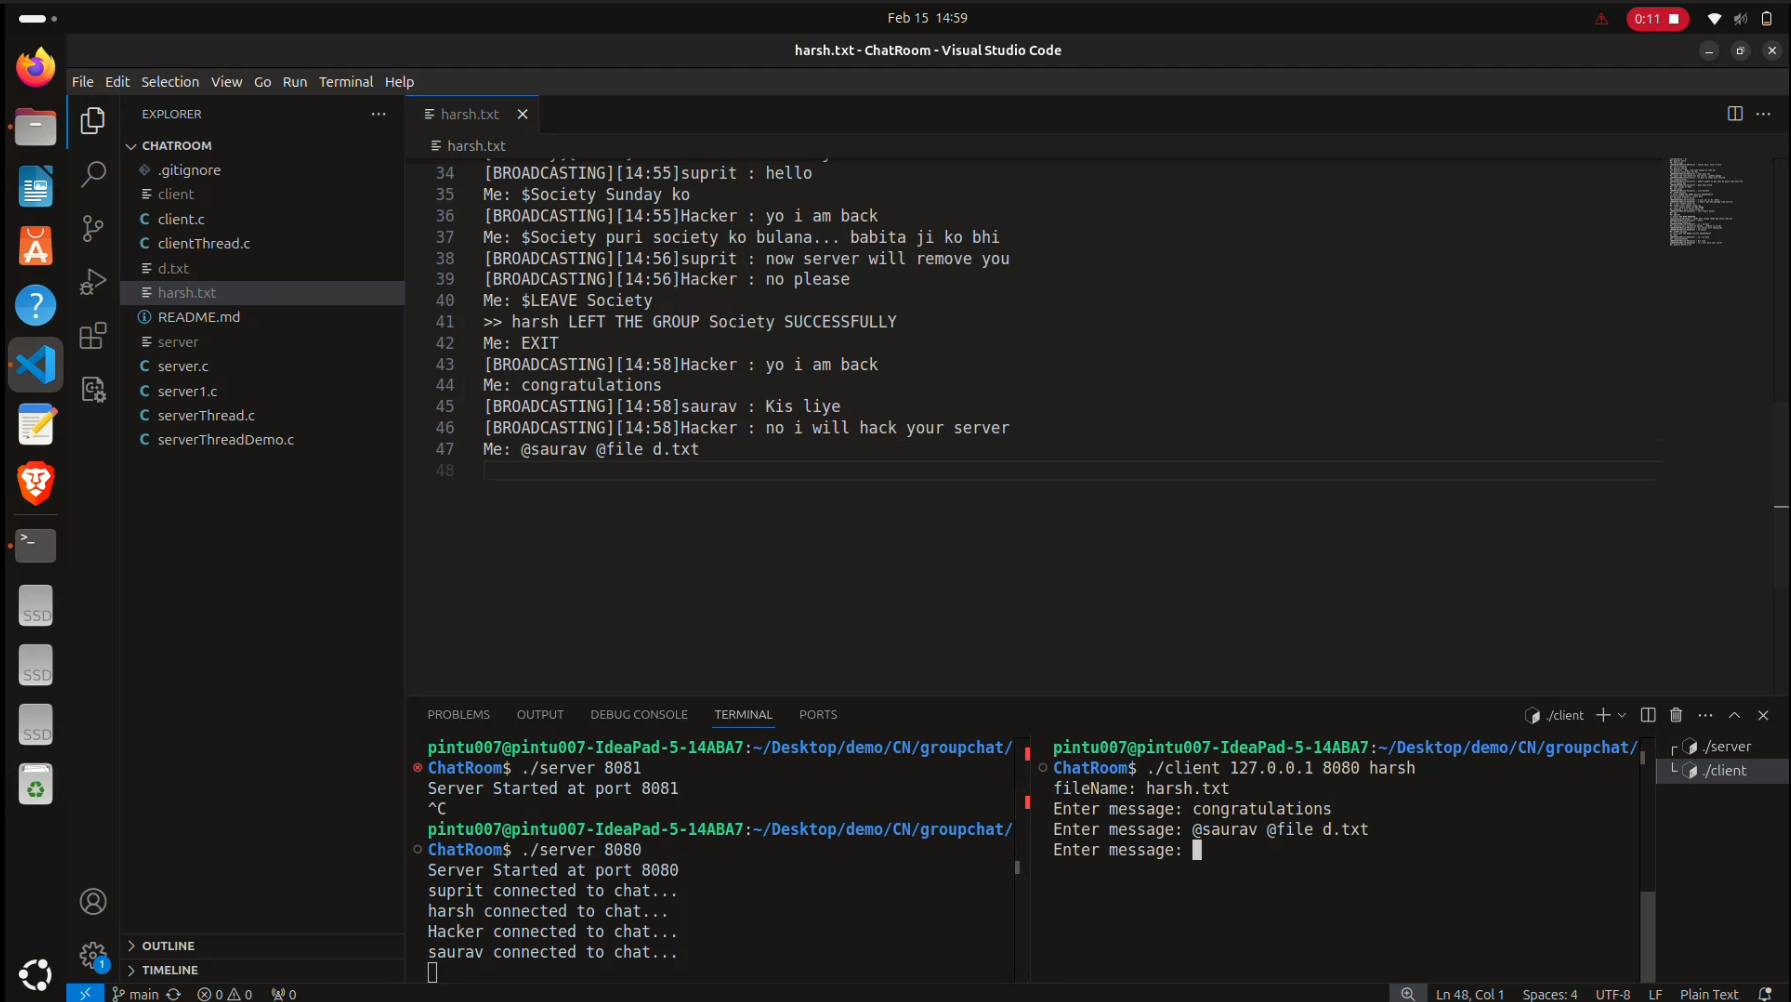 Feb 15 14:59
0:11
harsh.txt - ChatRoom - Visual Studio Code
File Edit Selection View Go Run Terminal Help
EXPLORER
CHATROOM
.gitignore
client
C client.c
C clientThread.c
d.txt
harsh.txt
README.md
server
C server.c
C server1.c
C serverThread.c
C serverThreadDemo.c
OUTLINE
TIMELINE
harsh.txt
harsh.txt
34 [BROADCASTING][14:55]suprit : hello
35 Me: $Society Sunday ko
36 [BROADCASTING][14:55]Hacker : yo i am back
37 Me: $Society puri society ko bulana... babita ji ko bhi
38 [BROADCASTING][14:56]suprit : now server will remove you
39 [BROADCASTING][14:56]Hacker : no please
40 Me: $LEAVE Society
41 >> harsh LEFT THE GROUP Society SUCCESSFULLY
42 Me: EXIT
43 [BROADCASTING][14:58]Hacker : yo i am back
44 Me: congratulations
45 [BROADCASTING][14:58]saurav : Kis liye
46 [BROADCASTING][14:58]Hacker : no i will hack your server
47 Me: @saurav @file d.txt
48
PROBLEMS OUTPUT DEBUG CONSOLE TERMINAL PORTS
./client
pintu007@pintu007-IdeaPad-5-14ABA7:~/Desktop/demo/CN/groupchat/
ChatRoom$ ./server 8081
Server Started at port 8081
^C
pintu007@pintu007-IdeaPad-5-14ABA7:~/Desktop/demo/CN/groupchat/
ChatRoom$ ./server 8080
Server Started at port 8080
suprit connected to chat...
harsh connected to chat...
Hacker connected to chat...
saurav connected to chat...
pintu007@pintu007-IdeaPad-5-14ABA7:~/Desktop/demo/CN/groupchat/
ChatRoom$ ./client 127.0.0.1 8080 harsh
fileName: harsh.txt
Enter message: congratulations
Enter message: @saurav @file d.txt
Enter message:
./server
./client
SSD
SSD
SSD
1
main 0 0 0
Ln 48, Col 1 Spaces: 4 UTF-8 LF Plain Text